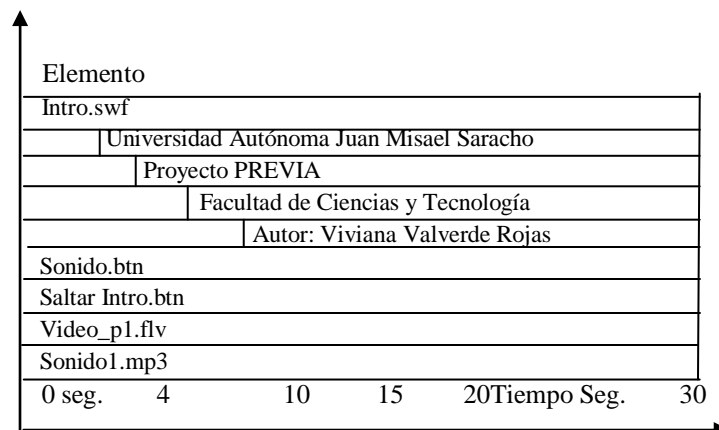 Elemento
Intro.swf
Universidad Autónoma Juan Misael Saracho
Proyecto PREVIA
Facultad de Ciencias y Tecnología
Autor: Viviana Valverde Rojas
Sonido.btn
Saltar Intro.btn
Video_p1.flv
Sonido1.mp3
0 seg. 4 10 15 20Tiempo Seg. 30